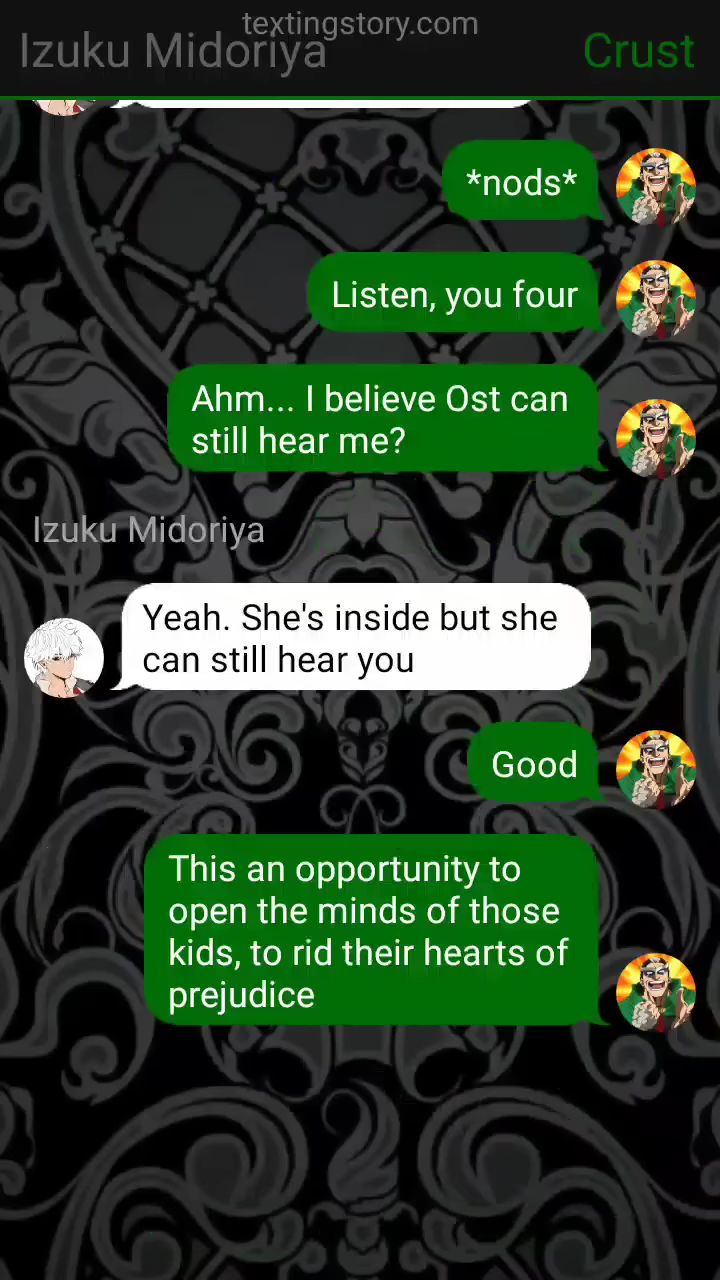 textingstory.com
Izuku Midoriya
Crust
*nods*
Listen, you four
Ahm... I believe Ost can
still hear me?
Izuku Midoriya
Yeah. She's inside but she
can still hear you
Good
This an opportunity to
open the minds of those
kids, to rid their hearts of
prejudice